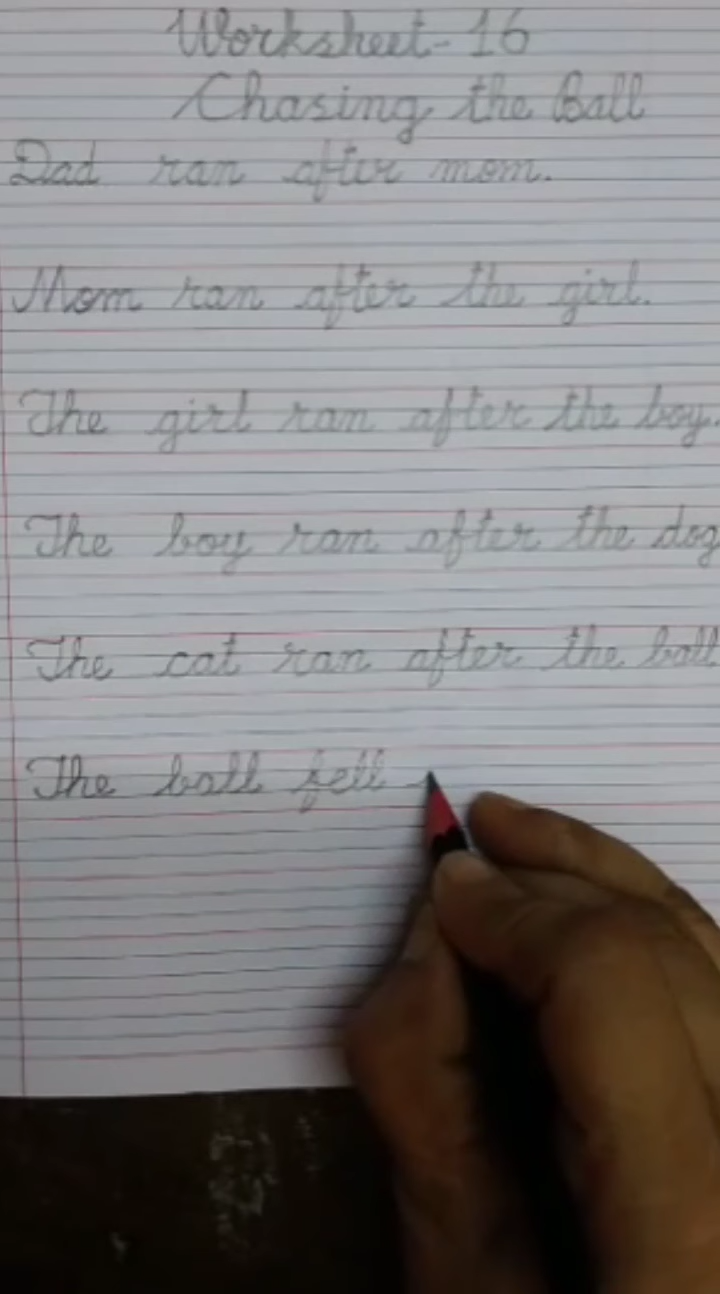 Worksheet-16
Chasing the Ball
Dad ran after mom.
Mom ran after the girl.
The girl ran after the boy.
The boy ran after the dog
The cat ran after the ball
The ball fell